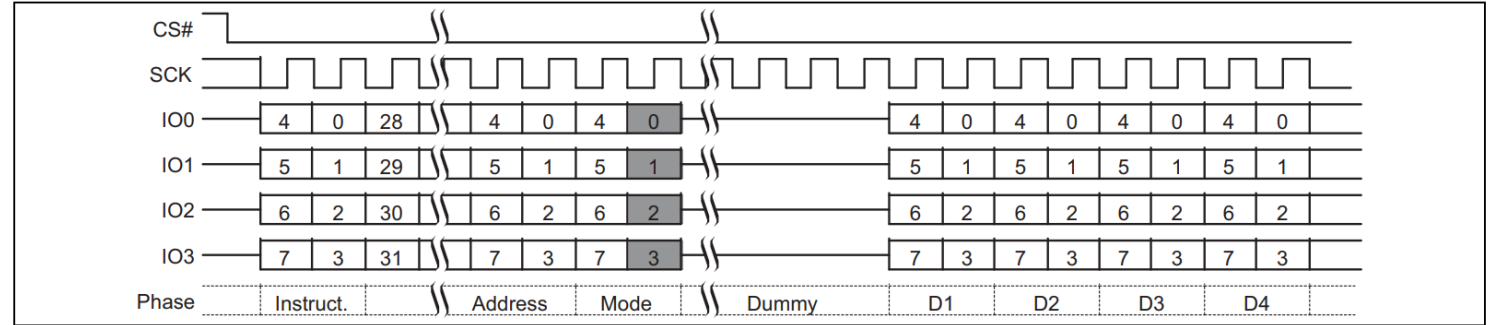 CS#
SCK
IO0 4 0 28 4 0 4 0 4 0 4 0 4 0 4 0
IO1 5 1 29 5 1 5 1 5 1 5 1 5 1 5 1
IO2 6 2 30 6 2 6 2 6 2 6 2 6 2 6 2
IO3 7 3 31 7 3 7 3 7 3 7 3 7 3 7 3
Phase Instruct. Address Mode Dummy D1 D2 D3 D4